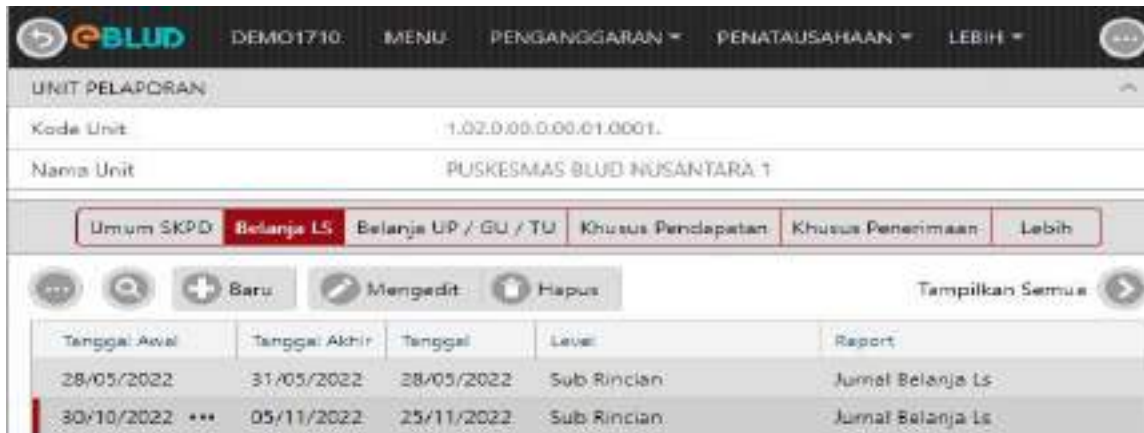 eBLUD DEMO1710 MENU PENGANGGARAN PENATAUSAHAAN LEBIH
UNIT PELAPORAN
Kode Unit 1.02.0.00.0.00.01.0001.
Nama Unit PUSKESMAS BLUD NUSANTARA 1
Umum SKPD Belanja LS Belanja UP / GU / TU Khusus Pendapatan Khusus Penerimaan Lebih
Baru Mengedit Hapus Tampilkan Semua
Tanggal Awal Tanggal Akhir Tanggal Level Report
28/05/2022 31/05/2022 28/05/2022 Sub Rincian Jurnal Belanja Ls
30/10/2022 ••• 05/11/2022 25/11/2022 Sub Rincian Jurnal Belanja Ls